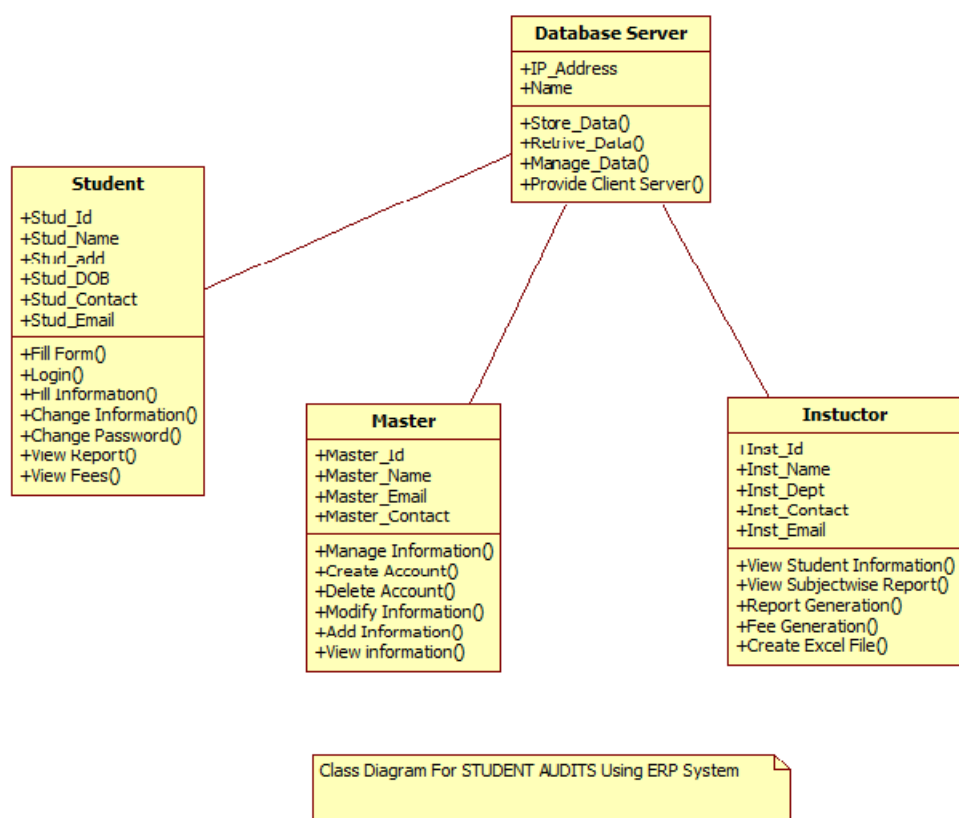 Database Server
+IP_Address
+Name
+Store_Data()
+Retrive_Data()
+Manage_Data()
+Provide Client Server()
Student
+Stud_Id
+Stud_Name
+Stud_add
+Stud_DOB
+Stud_Contact
+Stud_Email
+Fill Form()
+Login()
+Fill Information()
+Change Information()
+Change Password()
+View Report()
+View Fees()
Master
+Master_Id
+Master_Name
+Master_Email
+Master_Contact
+Manage Information()
+Create Account()
+Delete Account()
+Modify Information()
+Add Information()
+View information()
Instuctor
+Inst_Id
+Inst_Name
+Inst_Dept
+Inst_Contact
+Inst_Email
+View Student Information()
+View Subjectwise Report()
+Report Generation()
+Fee Generation()
+Create Excel File()
Class Diagram For STUDENT AUDITS Using ERP System